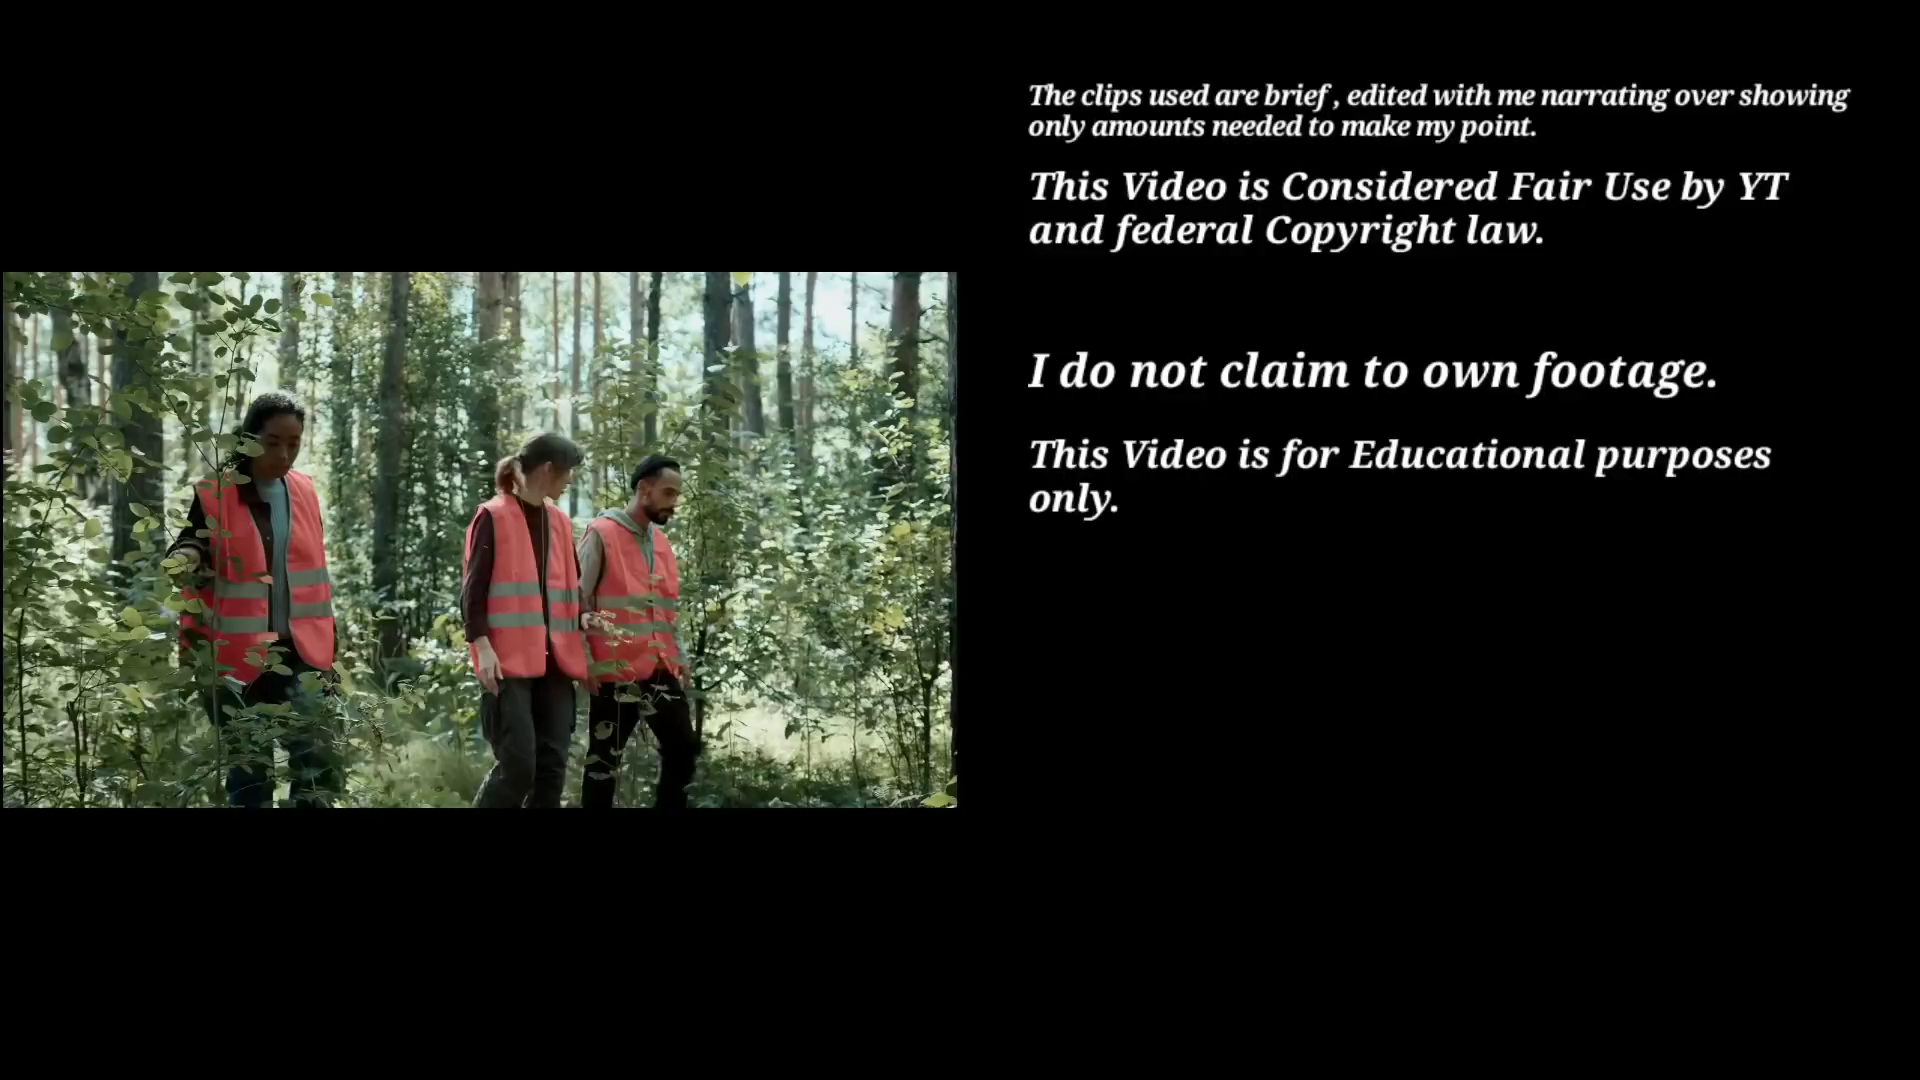 The clips used are brief , edited with me narrating over showing
only amounts needed to make my point.
This Video is Considered Fair Use by YT
and federal Copyright law.
I do not claim to own footage.
This Video is for Educational purposes
only.